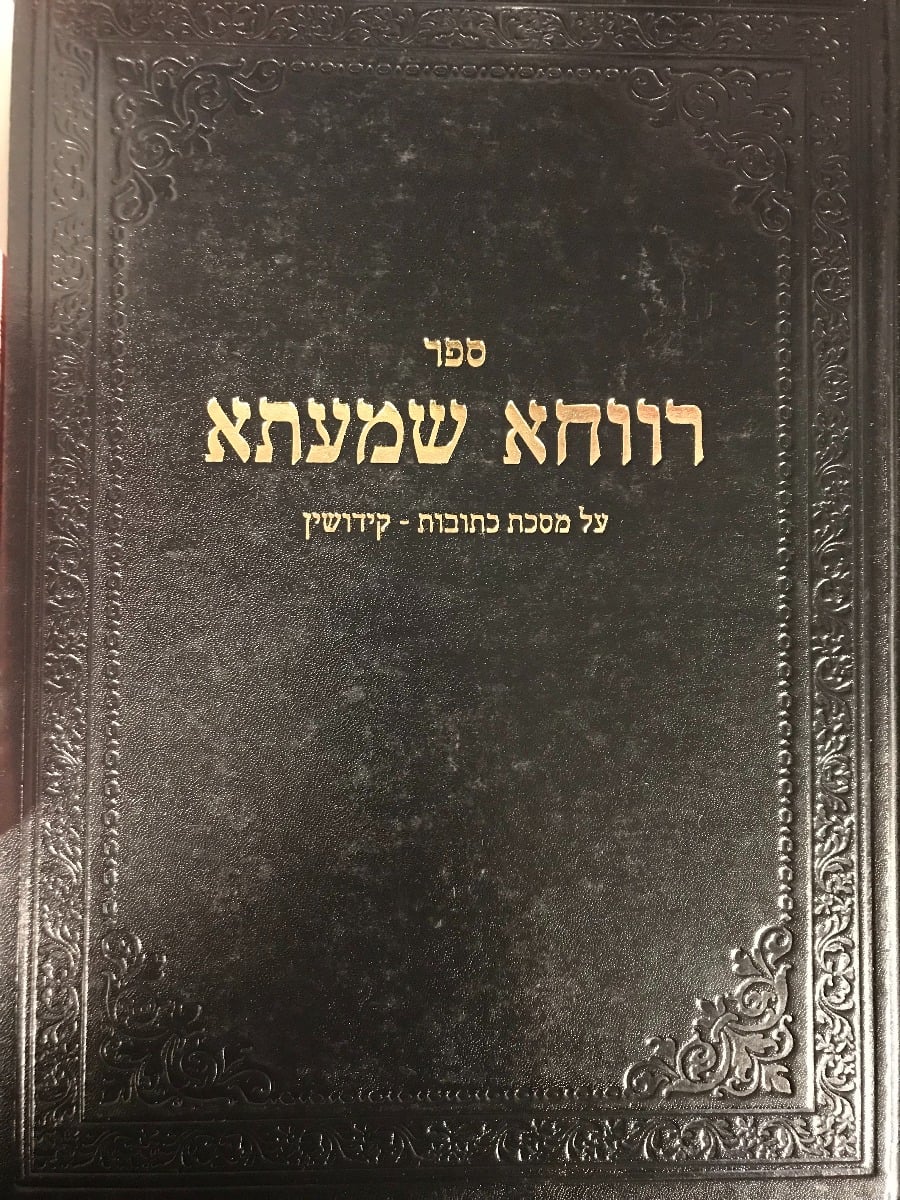 ספר
רווחא שמעתא
על מסכת כתובות - קידושין